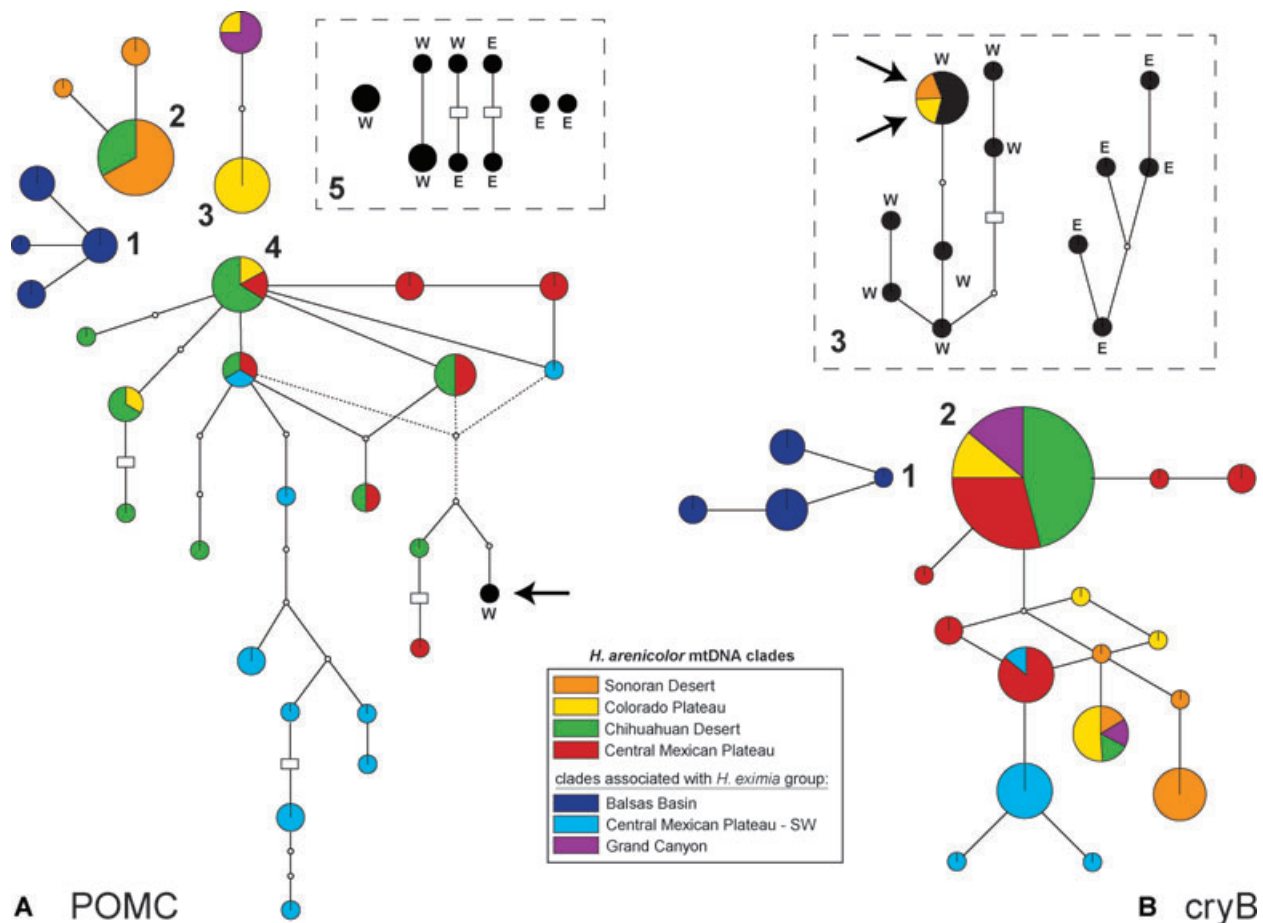 2
3
1
W
W W E
W E E
E E
5
4
W
A POMC
W
W
E
W
E
E
W
E
W
W
W
E
3
2
1
H. arenicolor mtDNA clades
Sonoran Desert
Colorado Plateau
Chihuahuan Desert
Central Mexican Plateau
clades associated with H. eximia group:
Balsas Basin
Central Mexican Plateau - SW
Grand Canyon
B cryB